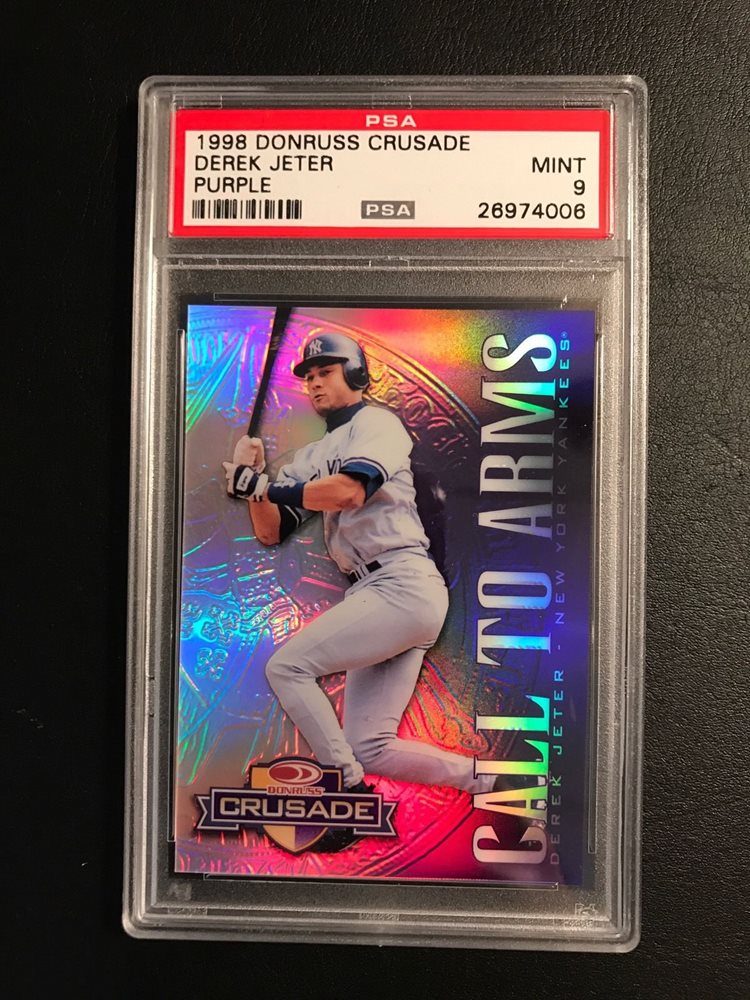 PSA
1998 DONRUSS CRUSADE
DEREK JETER MINT
PURPLE 9
PSA 26974006
CALL TO ARMS
DEREK JETER - NEW YORK YANKEES®
NY
DONRUSS
CRUSADE